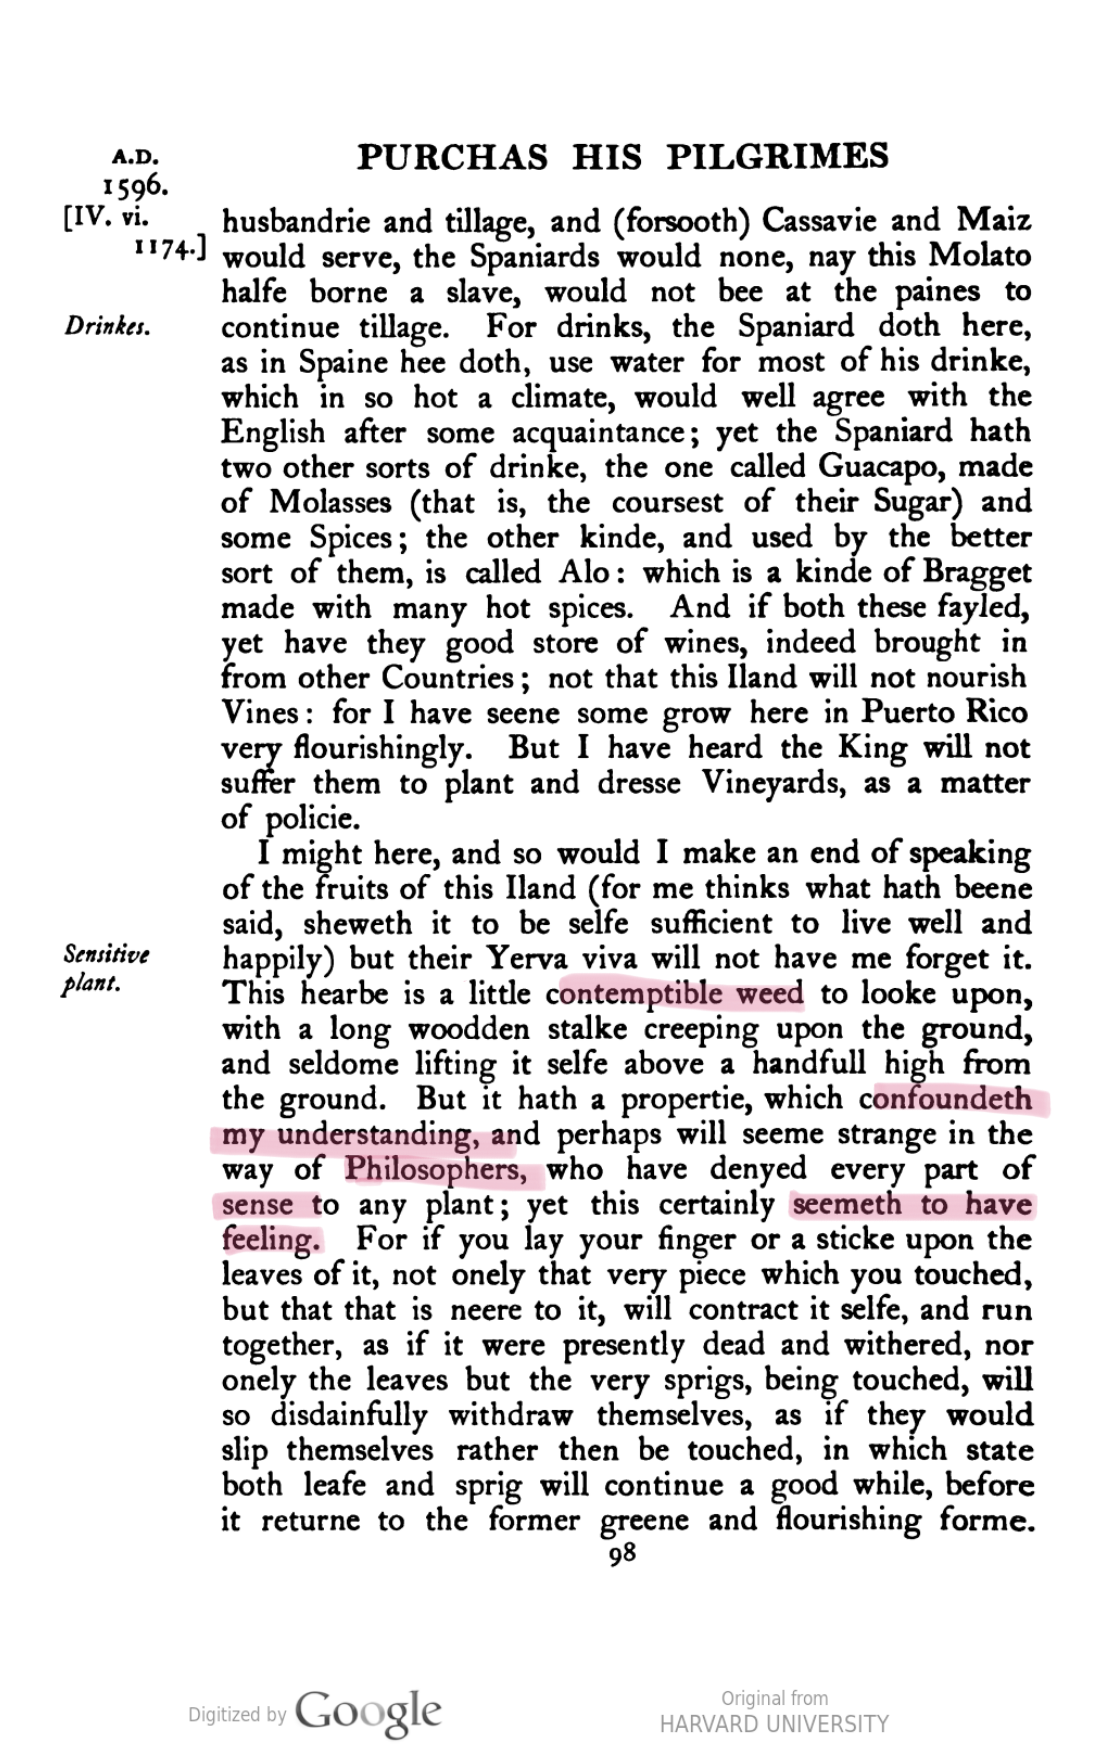 PURCHAS HIS PILGRIMES
A.D.
1596.
[IV. vi.
1174.]
husbandrie and tillage, and (forsooth) Cassavie and Maiz
would serve, the Spaniards would none, nay this Molato
halfe borne a slave, would not bee at the paines to
Drinkes.
continue tillage. For drinks, the Spaniard doth here,
as in Spaine hee doth, use water for most of his drinke,
which in so hot a climate, would well agree with the
English after some acquaintance; yet the Spaniard hath
two other sorts of drinke, the one called Guacapo, made
of Molasses (that is, the coursest of their Sugar) and
some Spices; the other kinde, and used by the better
sort of them, is called Alo: which is a kinde of Bragget
made with many hot spices. And if both these fayled,
yet have they good store of wines, indeed brought in
from other Countries; not that this Iland will not nourish
Vines: for I have seene some grow here in Puerto Rico
very flourishingly. But I have heard the King will not
suffer them to plant and dresse Vineyards, as a matter
of policie.
I might here, and so would I make an end of speaking
of the fruits of this Iland (for me thinks what hath beene
said, sheweth it to be selfe sufficient to live well and
Sensitive
plant.
happily) but their Yerva viva will not have me forget it.
This hearbe is a little contemptible weed to looke upon,
with a long woodden stalke creeping upon the ground,
and seldome lifting it selfe above a handfull high from
the ground. But it hath a propertie, which confoundeth
my understanding, and perhaps will seeme strange in the
way of Philosophers, who have denyed every part of
sense to any plant; yet this certainly seemeth to have
feeling. For if you lay your finger or a sticke upon the
leaves of it, not onely that very piece which you touched,
but that that is neere to it, will contract it selfe, and run
together, as if it were presently dead and withered, nor
onely the leaves but the very sprigs, being touched, will
so disdainfully withdraw themselves, as if they would
slip themselves rather then be touched, in which state
both leafe and sprig will continue a good while, before
it returne to the former greene and flourishing forme.
98
Digitized by Google
Original from
HARVARD UNIVERSITY